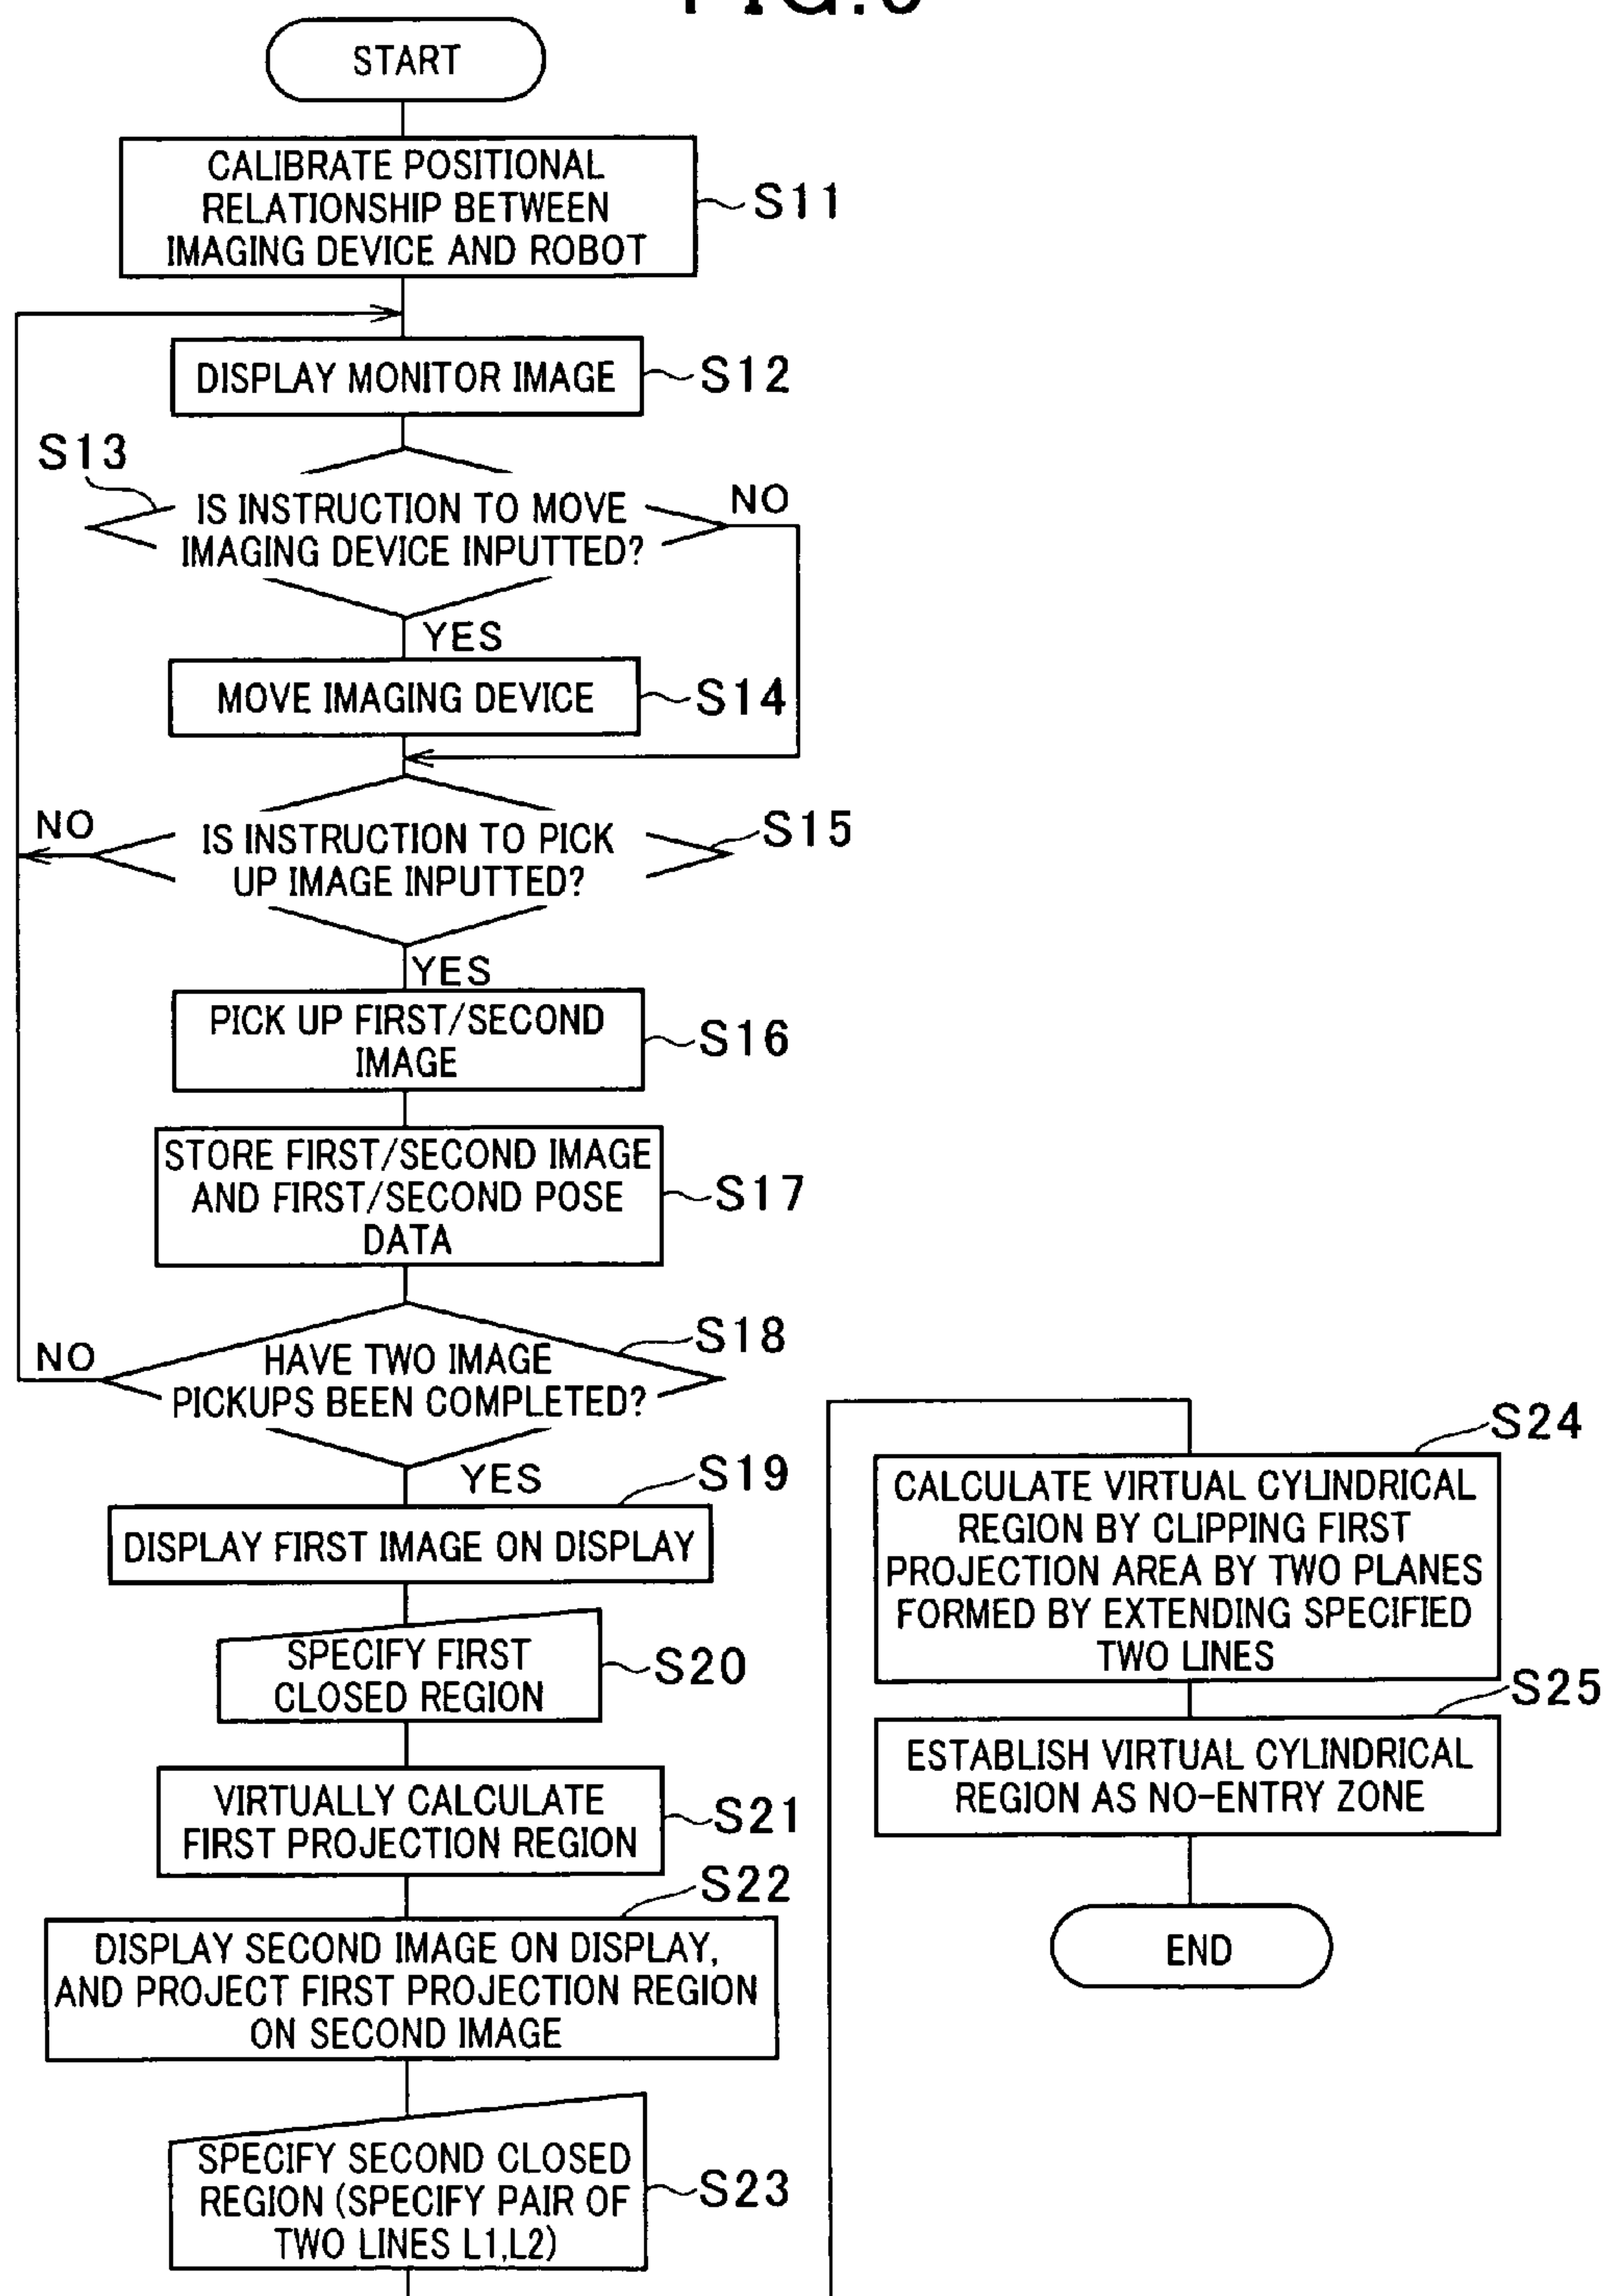 START
CALIBRATE POSITIONAL
RELATIONSHIP BETWEEN
IMAGING DEVICE AND ROBOT
S11
DISPLAY MONITOR IMAGE
S12
S13
IS INSTRUCTION TO MOVE
IMAGING DEVICE INPUTTED?
NO
YES
MOVE IMAGING DEVICE
S14
NO
IS INSTRUCTION TO PICK
UP IMAGE INPUTTED?
S15
YES
PICK UP FIRST/SECOND
IMAGE
S16
STORE FIRST/SECOND IMAGE
AND FIRST/SECOND POSE
DATA
S17
S18
NO
HAVE TWO IMAGE
PICKUPS BEEN COMPLETED?
YES
S19
DISPLAY FIRST IMAGE ON DISPLAY
SPECIFY FIRST
CLOSED REGION
S20
VIRTUALLY CALCULATE
FIRST PROJECTION REGION
S21
S22
DISPLAY SECOND IMAGE ON DISPLAY,
AND PROJECT FIRST PROJECTION REGION
ON SECOND IMAGE
SPECIFY SECOND CLOSED
REGION (SPECIFY PAIR OF
TWO LINES L1,L2)
S23
S24
CALCULATE VIRTUAL CYLINDRICAL
REGION BY CLIPPING FIRST
PROJECTION AREA BY TWO PLANES
FORMED BY EXTENDING SPECIFIED
TWO LINES
S25
ESTABLISH VIRTUAL CYLINDRICAL
REGION AS NO-ENTRY ZONE
END